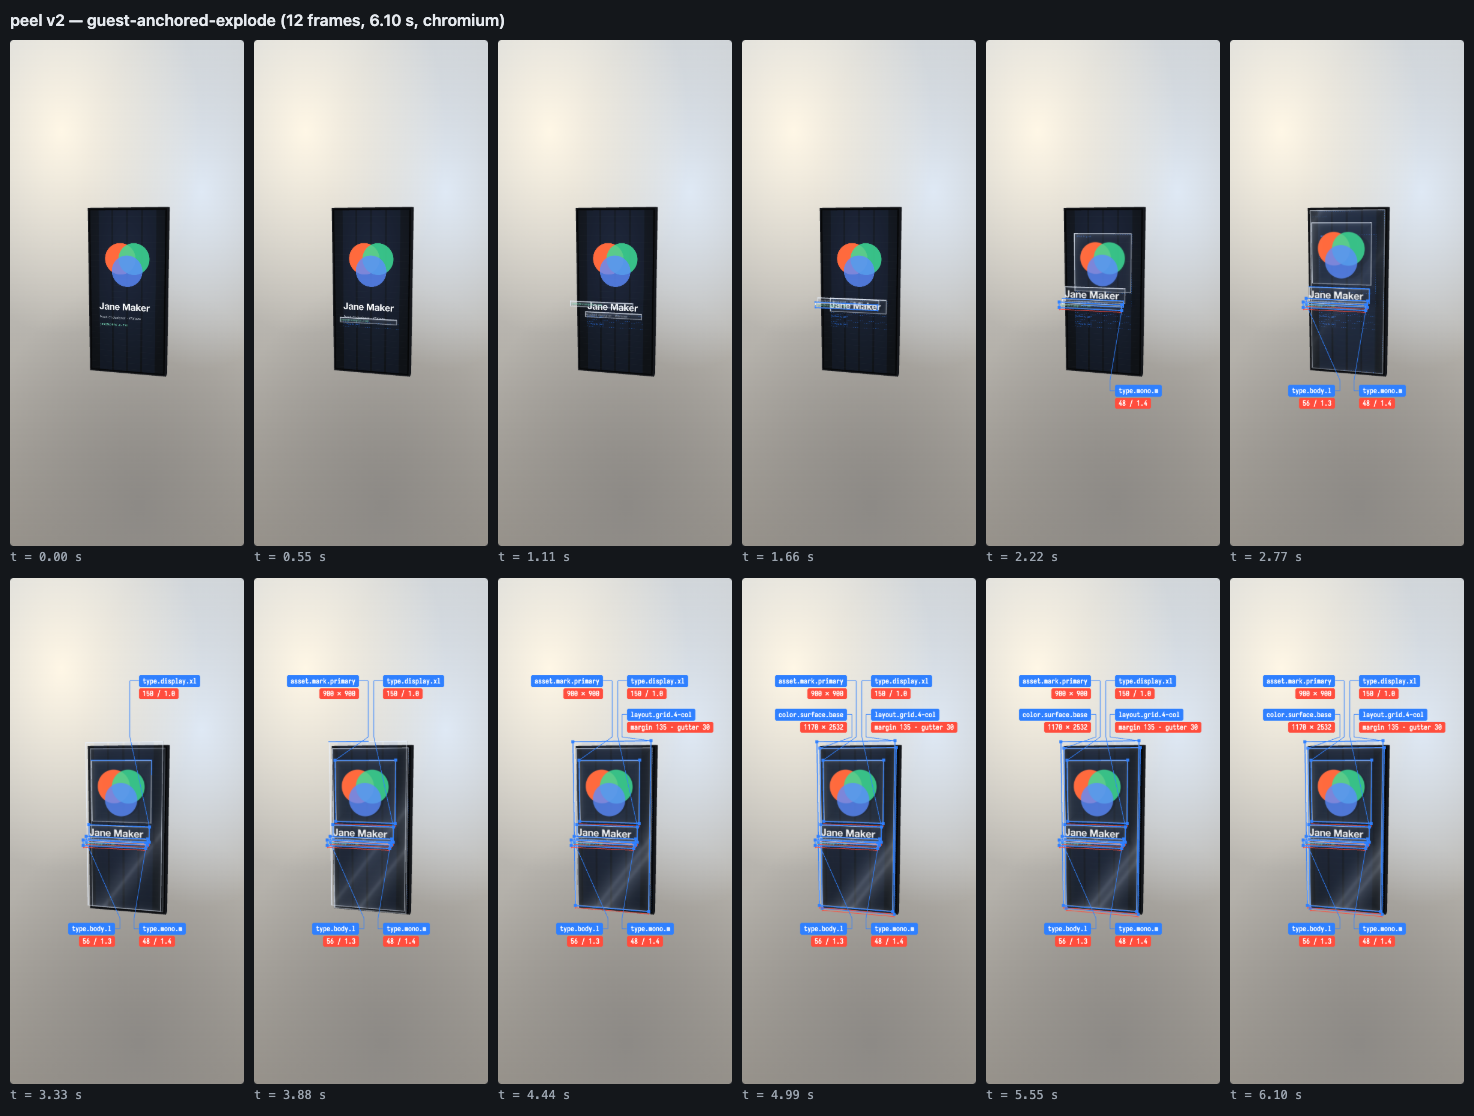 peel v2 — guest-anchored-explode (12 frames, 6.10 s, chromium)
Jane Maker
Jane Maker
Jane Maker
Jane Maker
Jane Maker
type.mono.m
48 / 1.4
Jane Maker
type.body.l
type.mono.m
56 / 1.3
48 / 1.4
t = 0.00 s
t = 0.55 s
t = 1.11 s
t = 1.66 s
t = 2.22 s
t = 2.77 s
type.display.xl
150 / 1.0
Jane Maker
type.body.l
type.mono.m
56 / 1.3
48 / 1.4
asset.mark.primary
type.display.xl
900 × 900
150 / 1.0
Jane Maker
type.body.l
type.mono.m
56 / 1.3
48 / 1.4
asset.mark.primary
type.display.xl
900 × 900
150 / 1.0
layout.grid.4-col
margin 135 · gutter 30
Jane Maker
type.body.l
type.mono.m
56 / 1.3
48 / 1.4
asset.mark.primary
type.display.xl
900 × 900
150 / 1.0
color.surface.base
layout.grid.4-col
1170 × 2532
margin 135 · gutter 30
Jane Maker
type.body.l
type.mono.m
56 / 1.3
48 / 1.4
asset.mark.primary
type.display.xl
900 × 900
150 / 1.0
color.surface.base
layout.grid.4-col
1170 × 2532
margin 135 · gutter 30
Jane Maker
type.body.l
type.mono.m
56 / 1.3
48 / 1.4
asset.mark.primary
type.display.xl
900 × 900
150 / 1.0
color.surface.base
layout.grid.4-col
1170 × 2532
margin 135 · gutter 30
Jane Maker
type.body.l
type.mono.m
56 / 1.3
48 / 1.4
t = 3.33 s
t = 3.88 s
t = 4.44 s
t = 4.99 s
t = 5.55 s
t = 6.10 s